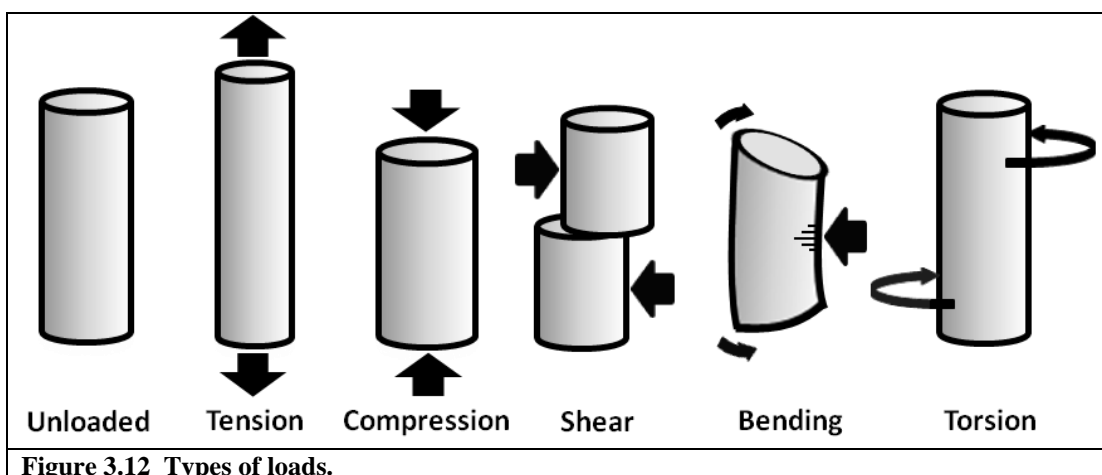 Unloaded Tension Compression Shear Bending Torsion
Figure 3.12 Types of loads.